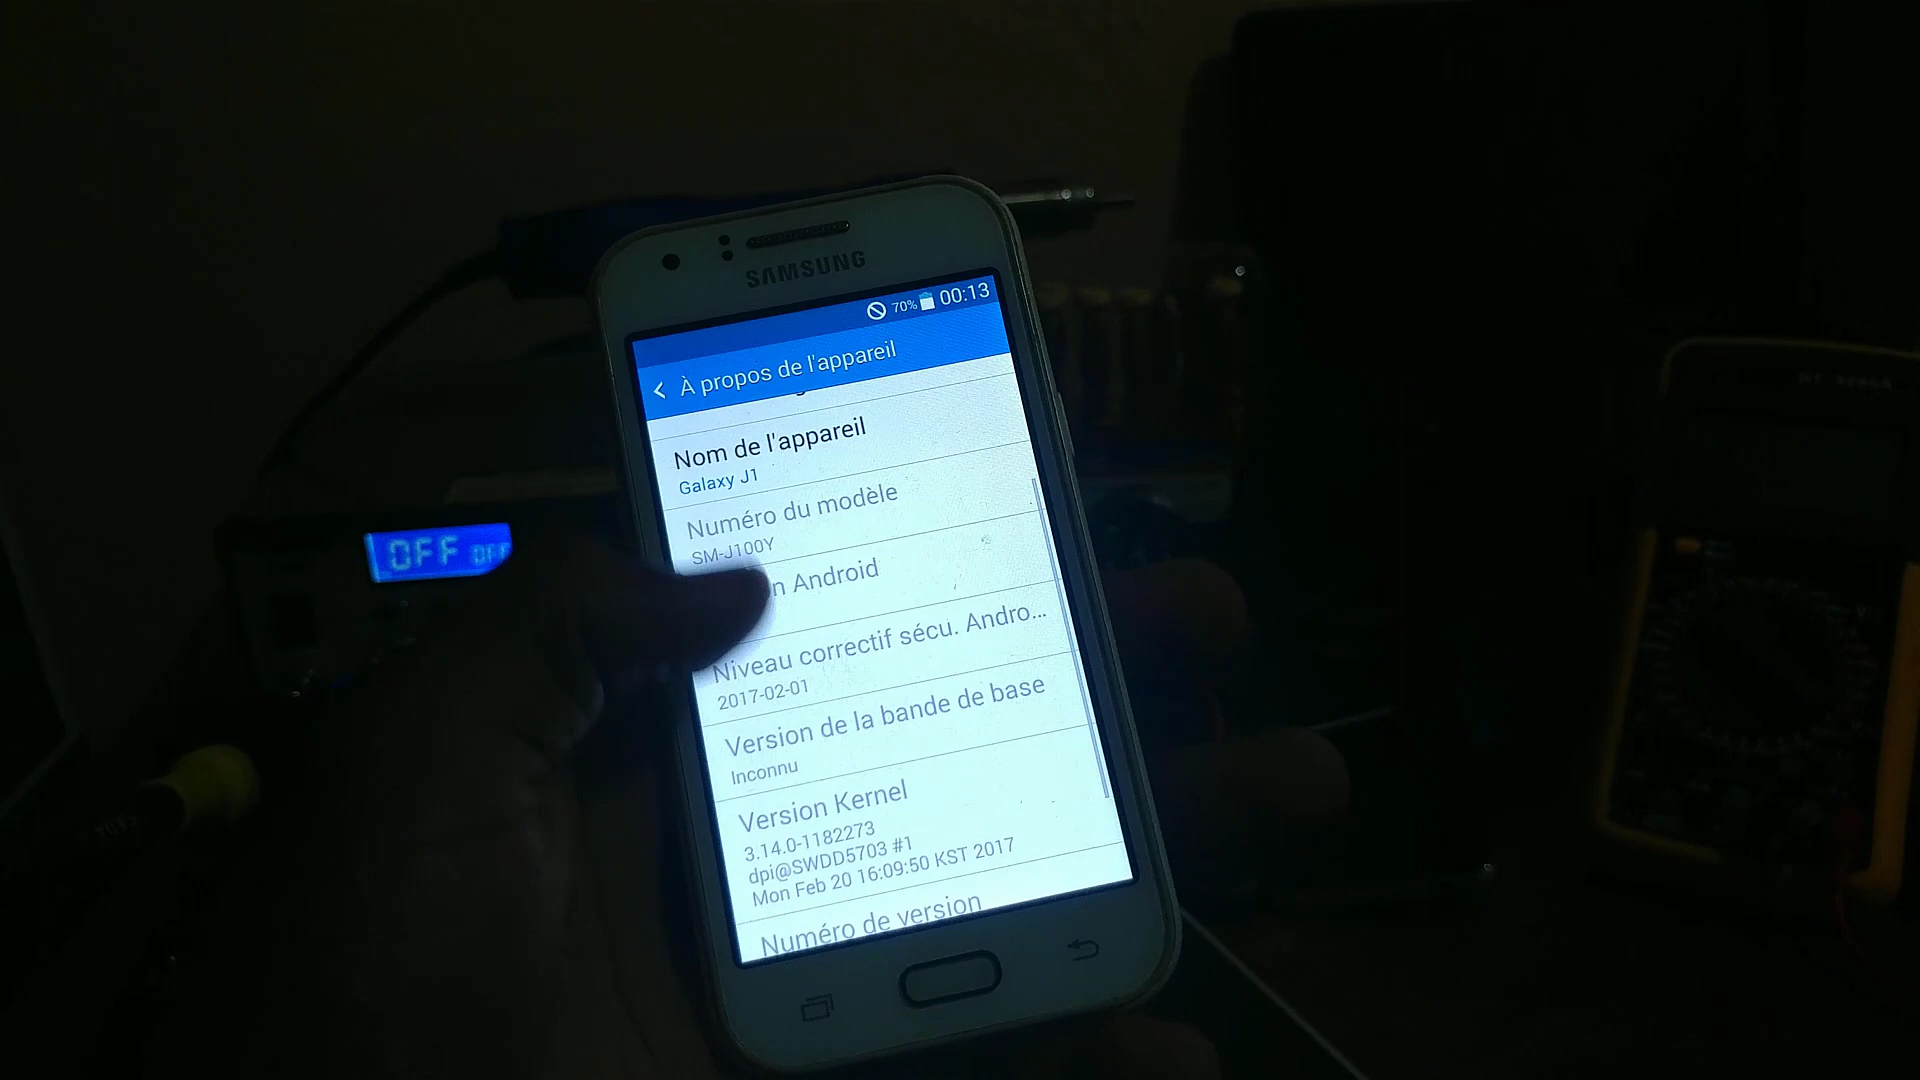 SAMSUNG
70% 00:13
À propos de l'appareil
Nom de l'appareil
Galaxy J1
Numéro du modèle
SM-J100Y
n Android
Niveau correctif sécu. Andro...
2017-02-01
Version de la bande de base
Inconnu
Version Kernel
3.14.0-1182273
dpi@SWDD5703 #1
Mon Feb 20 16:09:50 KST 2017
Numéro de version
OFF OFF